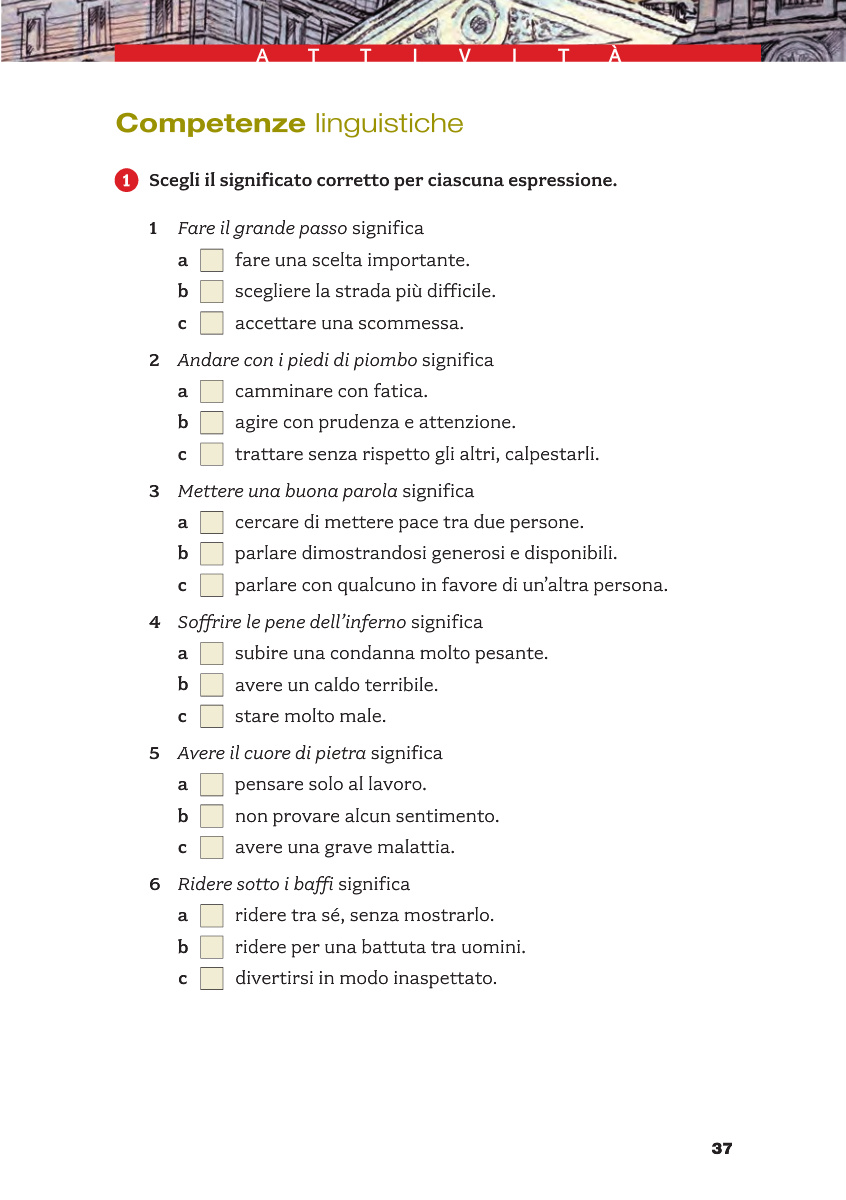 ATTIVITÀ
Competenze linguistiche
1 Scegli il significato corretto per ciascuna espressione.
1 Fare il grande passo significa
a fare una scelta importante.
b scegliere la strada più difficile.
c accettare una scommessa.
2 Andare con i piedi di piombo significa
a camminare con fatica.
b agire con prudenza e attenzione.
c trattare senza rispetto gli altri, calpestarli.
3 Mettere una buona parola significa
a cercare di mettere pace tra due persone.
b parlare dimostrandosi generosi e disponibili.
c parlare con qualcuno in favore di un’altra persona.
4 Soffrire le pene dell’inferno significa
a subire una condanna molto pesante.
b avere un caldo terribile.
c stare molto male.
5 Avere il cuore di pietra significa
a pensare solo al lavoro.
b non provare alcun sentimento.
c avere una grave malattia.
6 Ridere sotto i baffi significa
a ridere tra sé, senza mostrarlo.
b ridere per una battuta tra uomini.
c divertirsi in modo inaspettato.
37